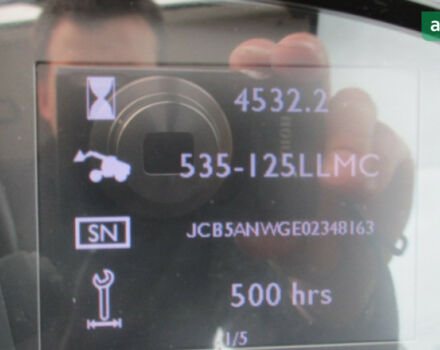 4532.2
535-125LLMC
SN
JCB5ANWGE02348163
500 hrs
1/5